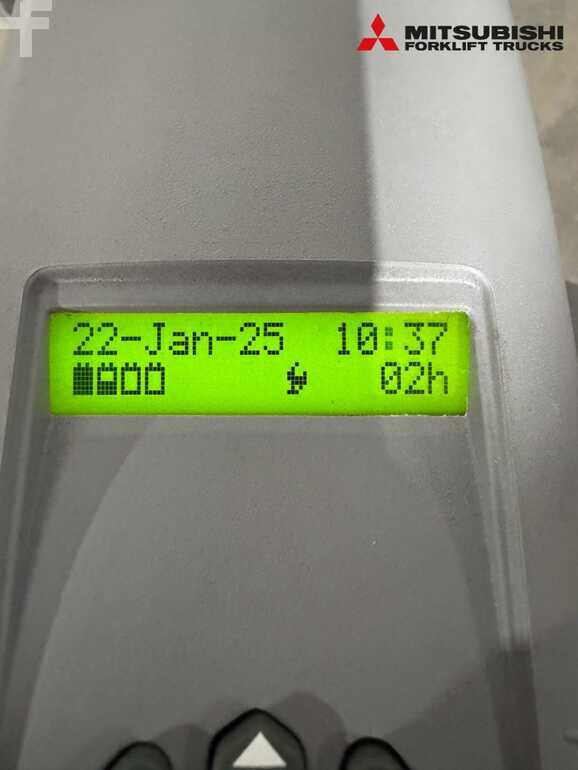 MITSUBISHI
FORKLIFT TRUCKS
22-Jan-25 10:37
02h